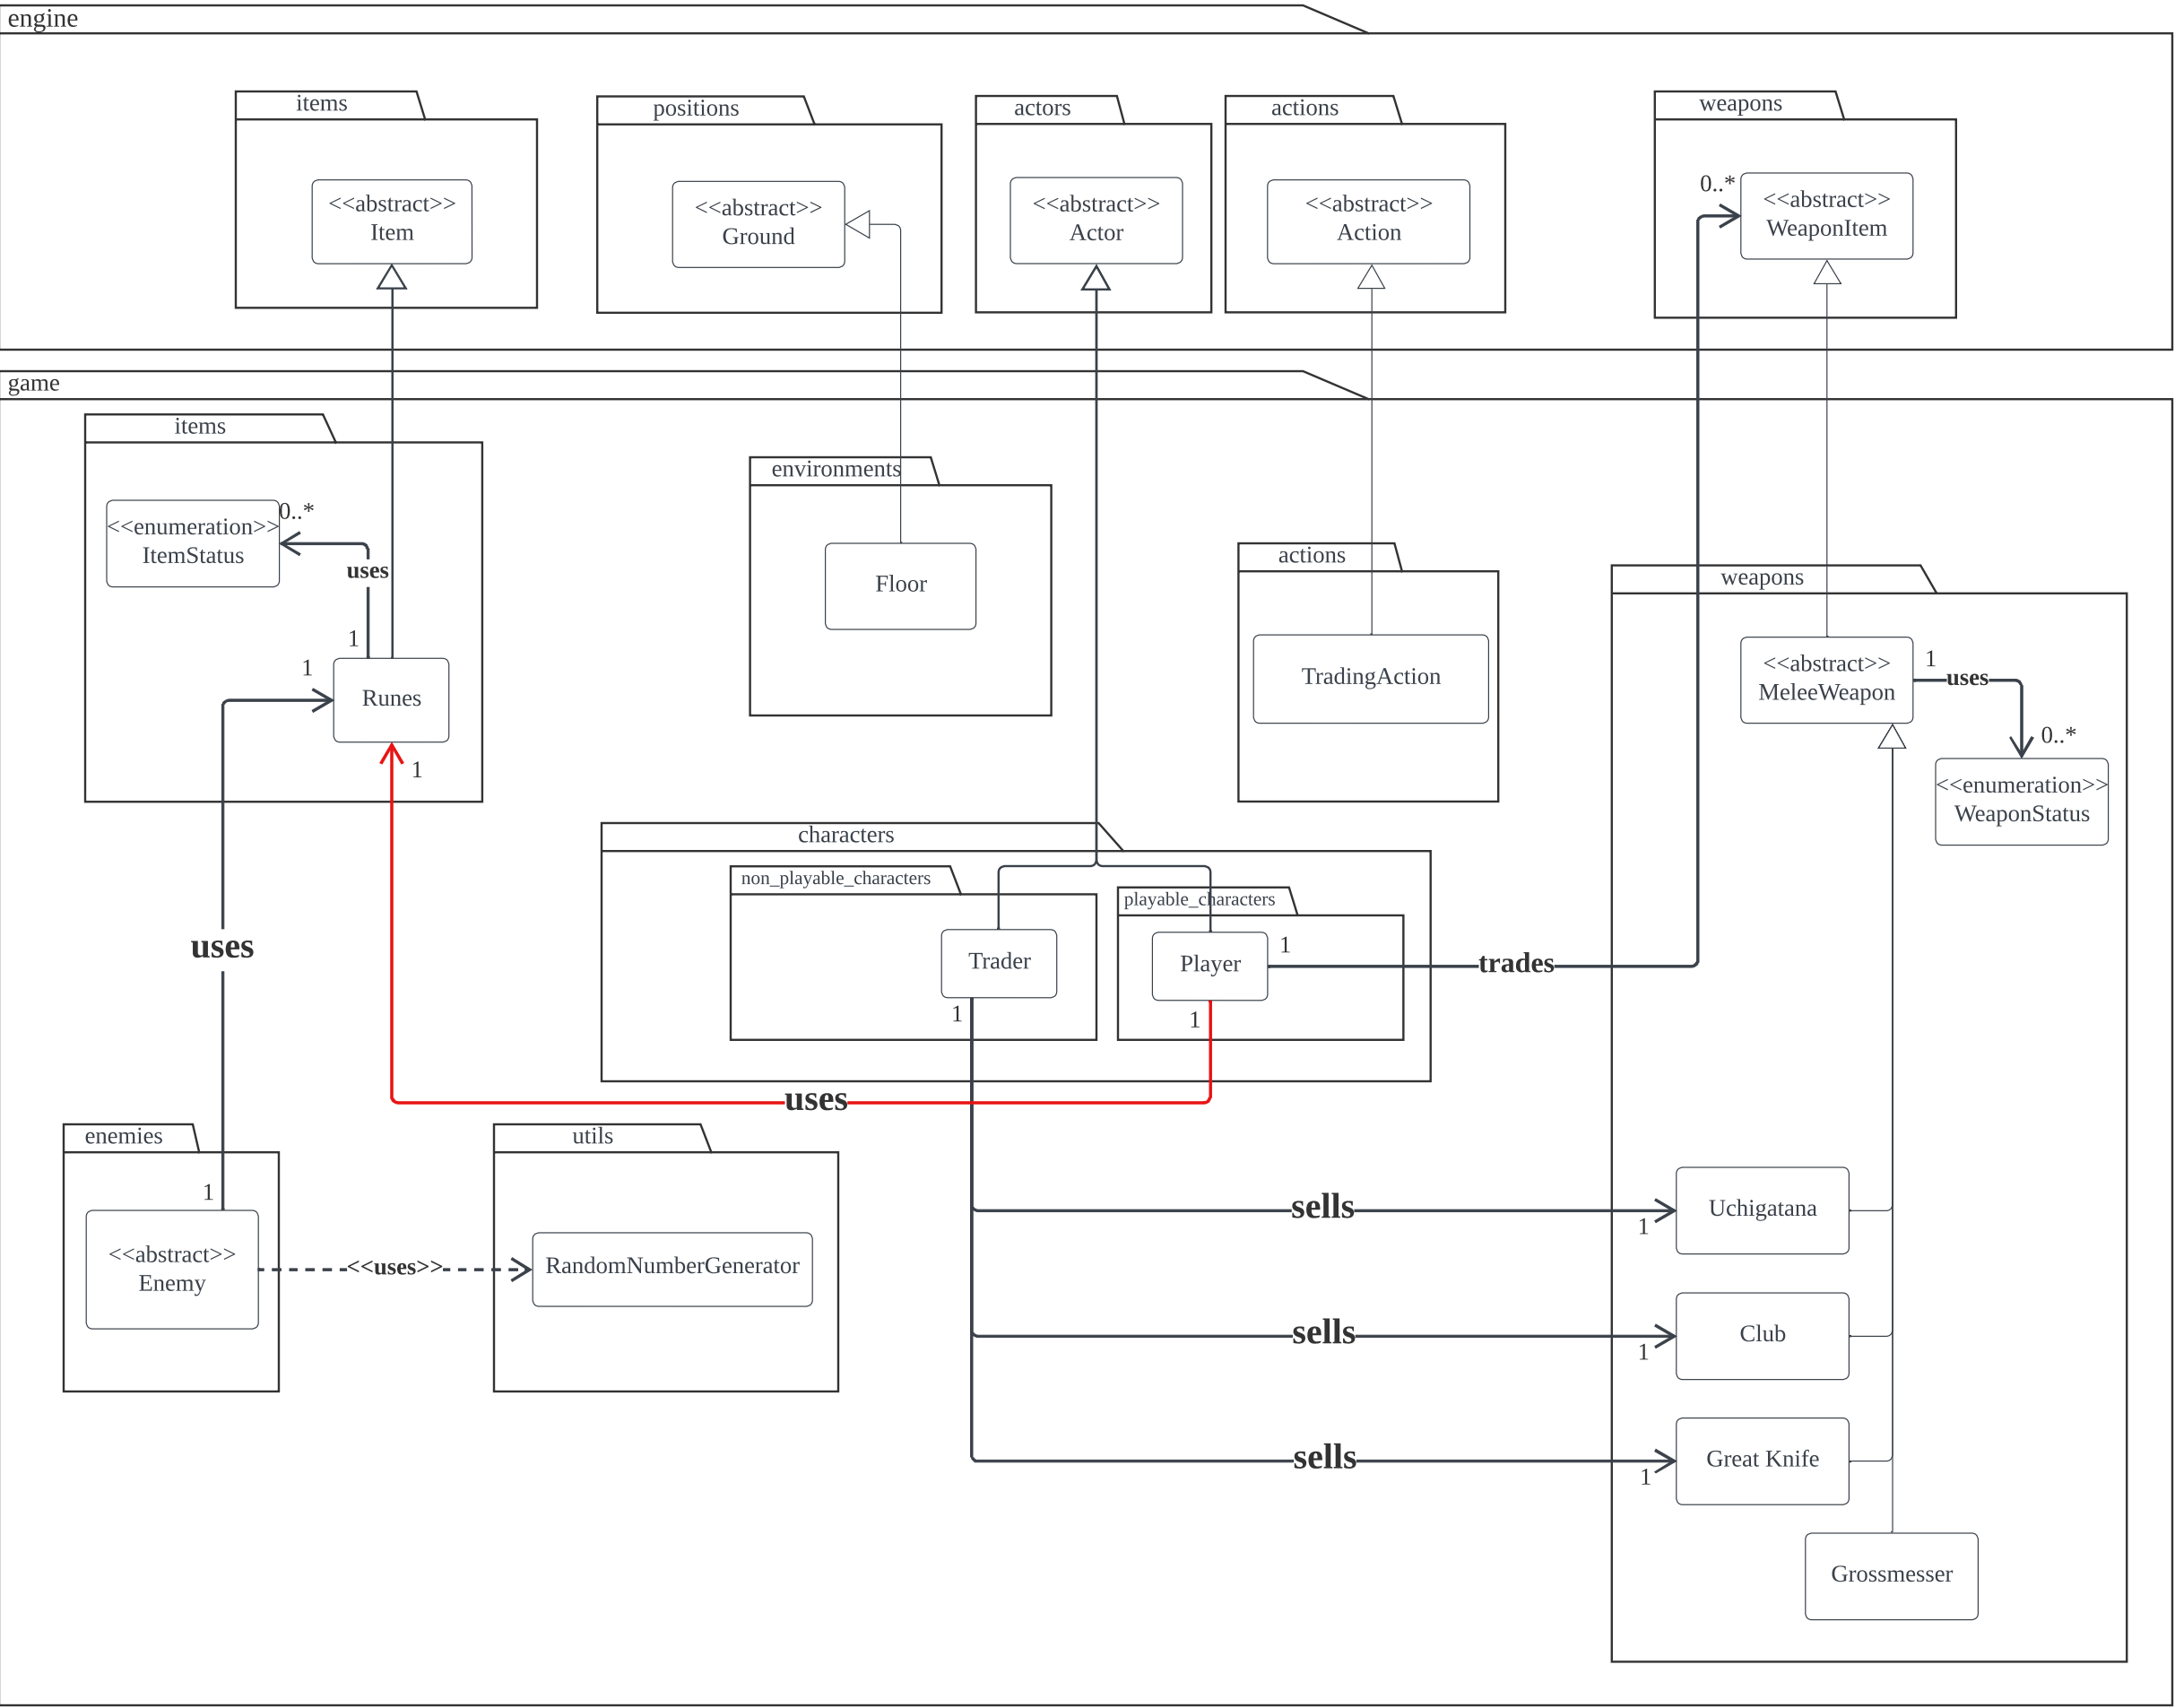 engine
items
positions
actors
actions
weapons
<<abstract>>
Item
<<abstract>>
Ground
<<abstract>>
Actor
<<abstract>>
Action
0..*
<<abstract>>
WeaponItem
game
items
<<enumeration>>
ItemStatus
0..*
uses
1
1
Runes
1
environments
Floor
actions
TradingAction
weapons
<<abstract>>
MeleeWeapon
1
uses
0..*
<<enumeration>>
WeaponStatus
characters
non_playable_characters
playable_characters
Trader
1
Player
1
1
trades
uses
uses
enemies
1
<<abstract>>
Enemy
<<uses>>
utils
RandomNumberGenerator
sells
1
Uchigatana
sells
1
Club
sells
1
Great Knife
Grossmesser